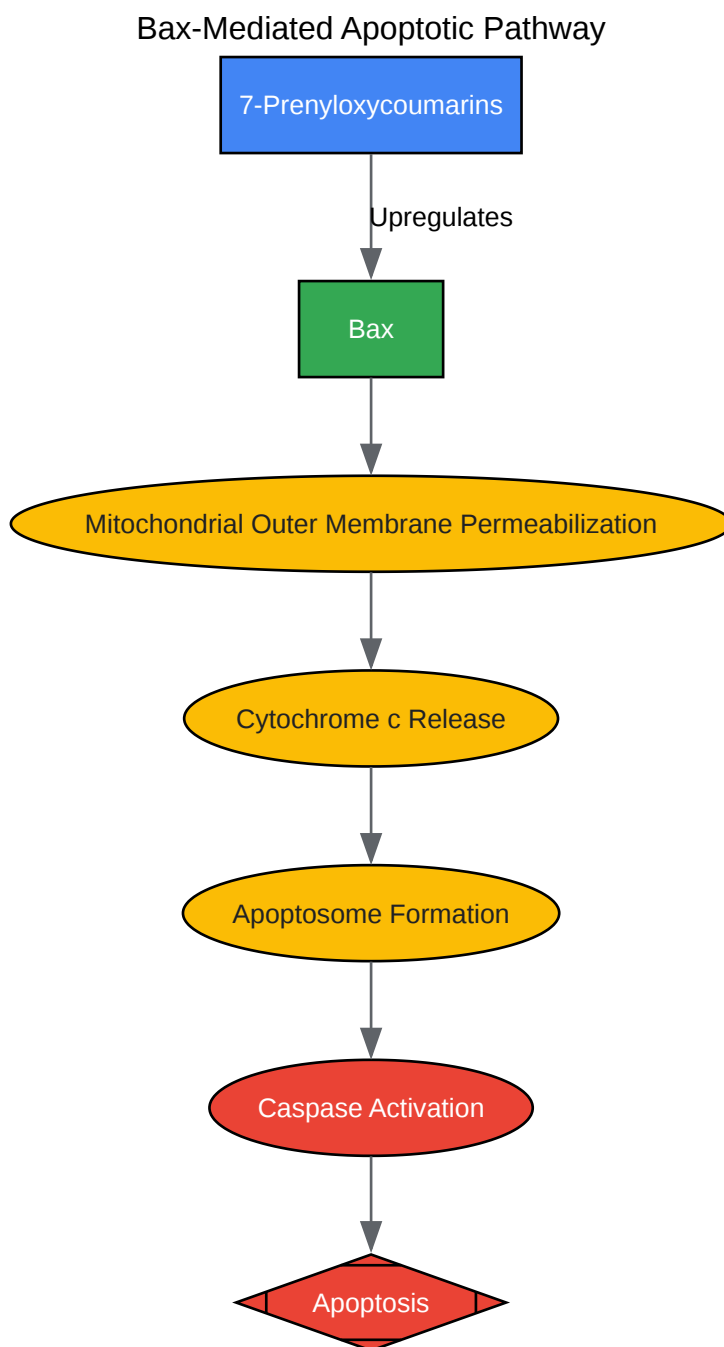 Bax-Mediated Apoptotic Pathway
7-Prenyloxycoumarins
Upregulates
Bax
Mitochondrial Outer Membrane Permeabilization
Cytochrome c Release
Apoptosome Formation
Caspase Activation
Apoptosis